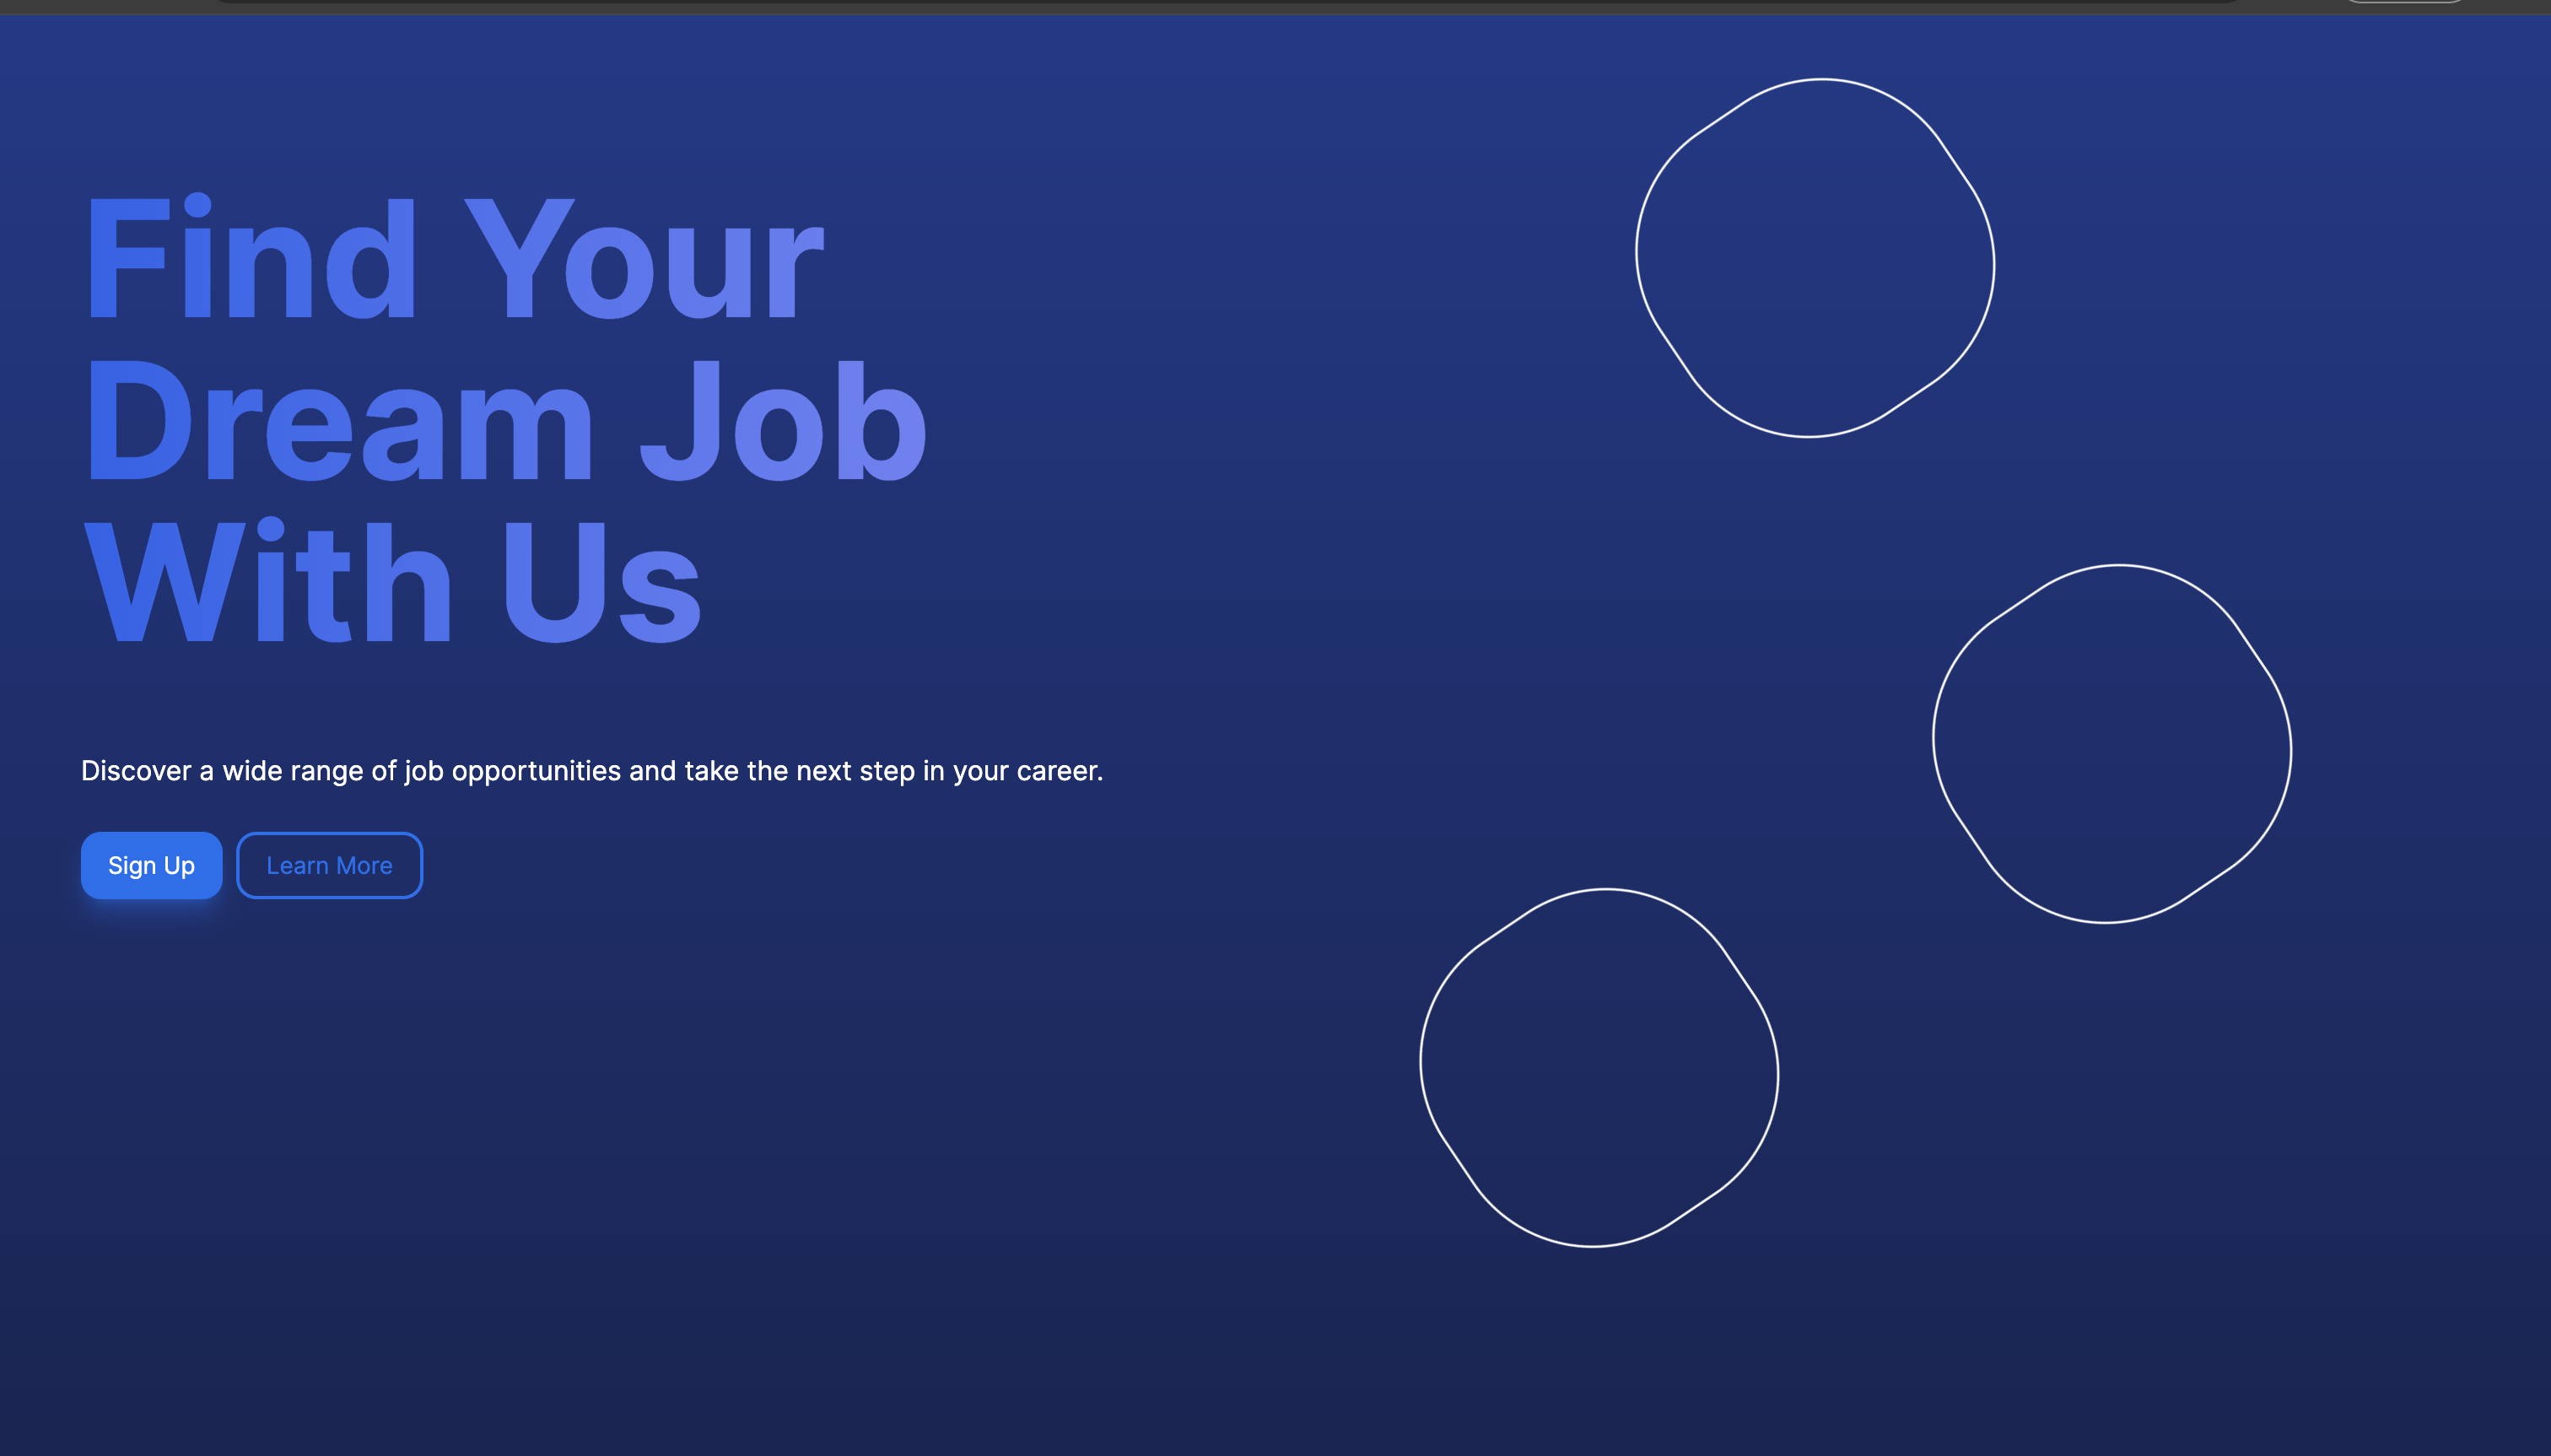 Find Your
Dream Job
With Us
Discover a wide range of job opportunities and take the next step in your career.
Sign Up
Learn More